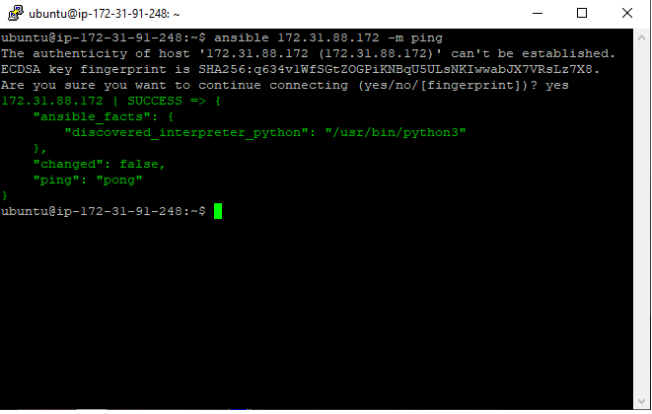 ubuntu@ip-172-31-91-248: ~
ubuntu@ip-172-31-91-248:~$ ansible 172.31.88.172 -m ping
The authenticity of host '172.31.88.172 (172.31.88.172)' can't be established.
ECDSA key fingerprint is SHA256:q634v1WfSGtZOGPiKNBqU5ULsNKIwwabJX7VRsLz7X8.
Are you sure you want to continue connecting (yes/no/[fingerprint])? yes
172.31.88.172 | SUCCESS => {
    "ansible_facts": {
        "discovered_interpreter_python": "/usr/bin/python3"
    },
    "changed": false,
    "ping": "pong"
}
ubuntu@ip-172-31-91-248:~$